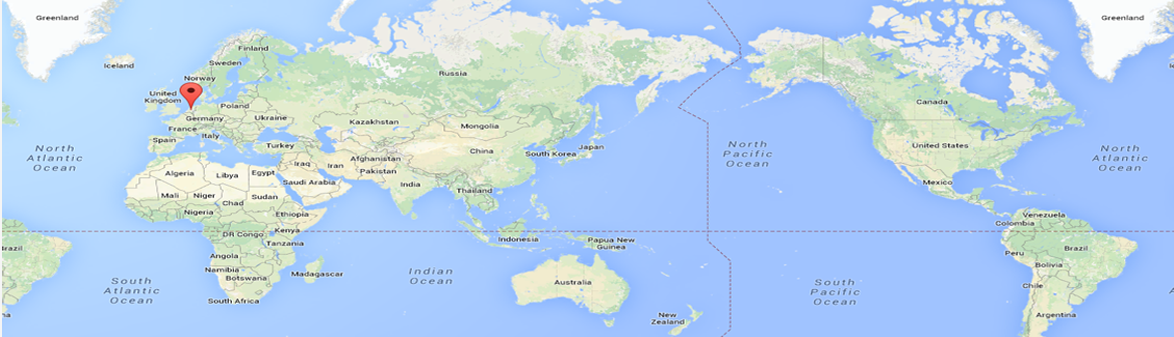 Greenland
Greenland
Finland
Iceland
Sweden
Russia
Norway
United
Kingdom
Canada
Poland
Germany
Ukraine
Kazakhstan
Mongolia
France
Italy
Spain
Turkey
United States
China
Japan
South Korea
North
Atlantic
Ocean
North
Pacific
Ocean
North
Atlantic
Ocean
Iraq
Iran
Afghanistan
Pakistan
Algeria
Libya
Egypt
Saudi Arabia
India
Mexico
Thailand
Mali
Niger
Chad
Sudan
Nigeria
Ethiopia
Venezuela
Colombia
Kenya
DR Congo
Tanzania
Indonesia
Papua New
Guinea
Brazil
razil
Peru
Angola
Bolivia
Namibia
Botswana
Madagascar
Indian
Ocean
Australia
South
Atlantic
Ocean
South
Pacific
Ocean
Chile
South Africa
New
Zealand
Argentina
na